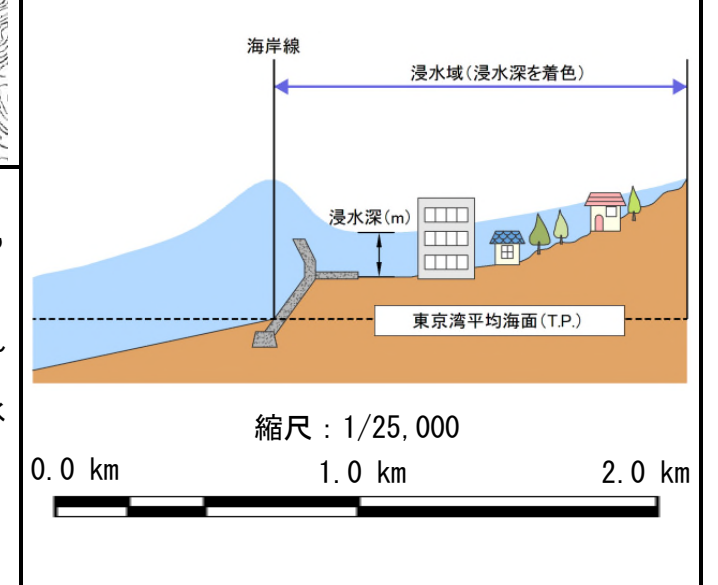 海岸線
浸水域(浸水深を着色)
浸水深(m)
東京湾平均海面(T.P.)
縮尺：1/25,000
0.0 km 1.0 km 2.0 km